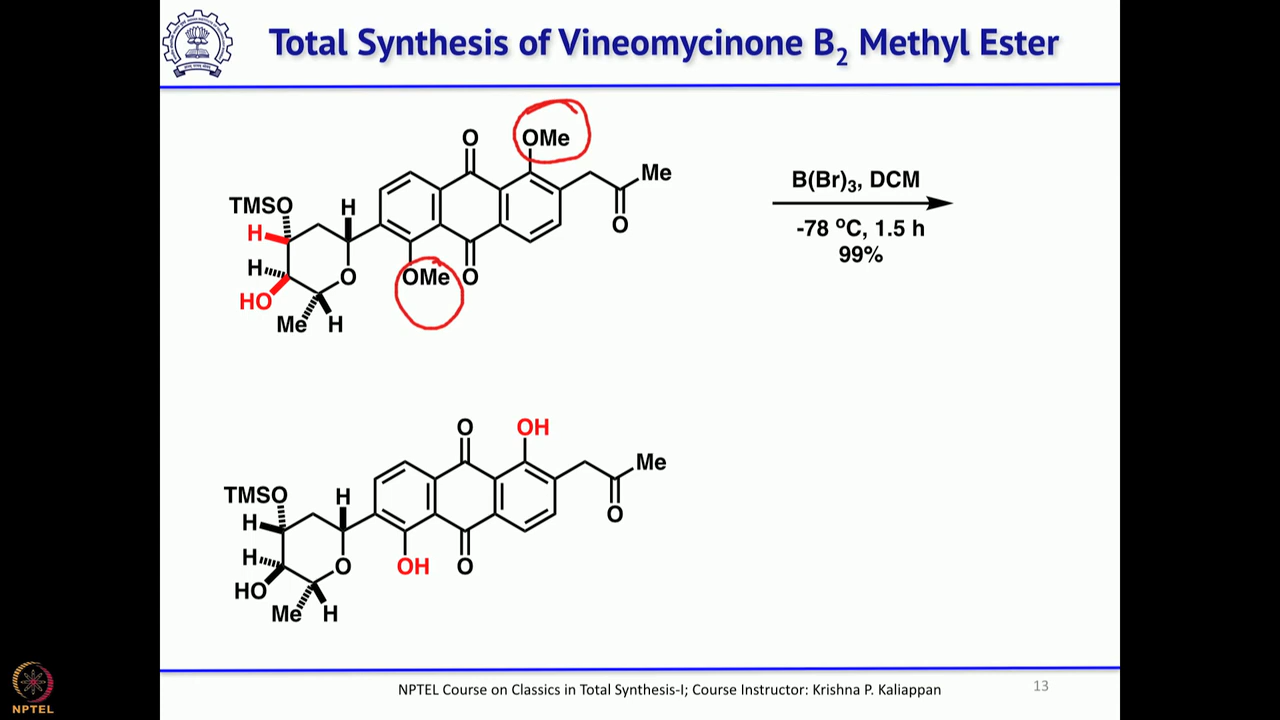 Total Synthesis of Vineomycinone B₂ Methyl Ester
O OMe
Me
TMSO H
H
O
H
O
OMe O
HO
Me H
B(Br)₃, DCM
-78 ºC, 1.5 h
99%
O OH
Me
TMSO H
H
O
H
O
OH O
HO
Me H
NPTEL Course on Classics in Total Synthesis-I; Course Instructor: Krishna P. Kaliappan
13
NPTEL